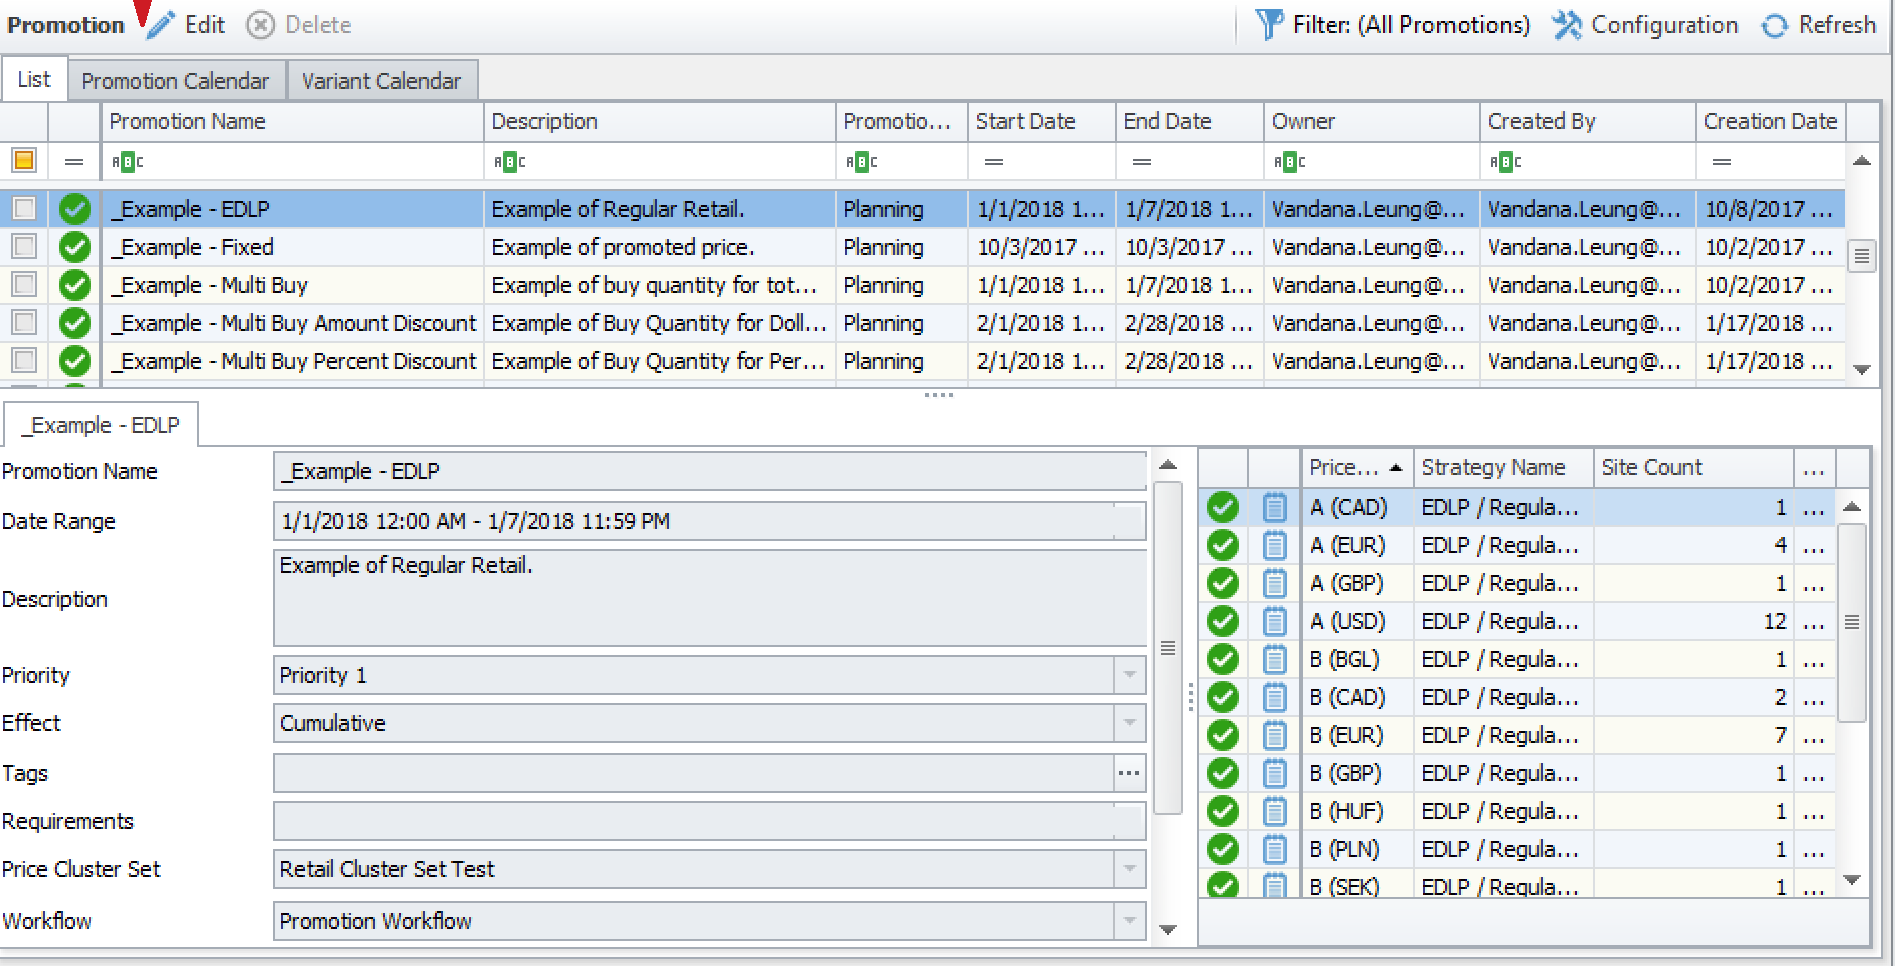 Promotion Edit Delete Filter: (All Promotions) Configuration Refresh
List Promotion Calendar Variant Calendar
Promotion Name Description Promotio... Start Date End Date Owner Created By Creation Date
= ABC ABC ABC = = ABC ABC =
_Example - EDLP Example of Regular Retail. Planning 1/1/2018 1... 1/7/2018 1... Vandana.Leung@... Vandana.Leung@... 10/8/2017 ...
_Example - Fixed Example of promoted price. Planning 10/3/2017 ... 10/3/2017 ... Vandana.Leung@... Vandana.Leung@... 10/2/2017 ...
_Example - Multi Buy Example of buy quantity for tot... Planning 1/1/2018 1... 1/7/2018 1... Vandana.Leung@... Vandana.Leung@... 10/2/2017 ...
_Example - Multi Buy Amount Discount Example of Buy Quantity for Doll... Planning 2/1/2018 1... 2/28/2018 ... Vandana.Leung@... Vandana.Leung@... 1/17/2018 ...
_Example - Multi Buy Percent Discount Example of Buy Quantity for Per... Planning 2/1/2018 1... 2/28/2018 ... Vandana.Leung@... Vandana.Leung@... 1/17/2018 ...
_Example - EDLP
Promotion Name _Example - EDLP
Date Range 1/1/2018 12:00 AM - 1/7/2018 11:59 PM
Description Example of Regular Retail.
Priority Priority 1
Effect Cumulative
Tags ...
Requirements
Price Cluster Set Retail Cluster Set Test
Workflow Promotion Workflow
Price... Strategy Name Site Count ...
A (CAD) EDLP / Regula... 1 ...
A (EUR) EDLP / Regula... 4 ...
A (GBP) EDLP / Regula... 1 ...
A (USD) EDLP / Regula... 12 ...
B (BGL) EDLP / Regula... 1 ...
B (CAD) EDLP / Regula... 2 ...
B (EUR) EDLP / Regula... 7 ...
B (GBP) EDLP / Regula... 1 ...
B (HUF) EDLP / Regula... 1 ...
B (PLN) EDLP / Regula... 1 ...
B (SEK) EDLP / Regula... 1 ...